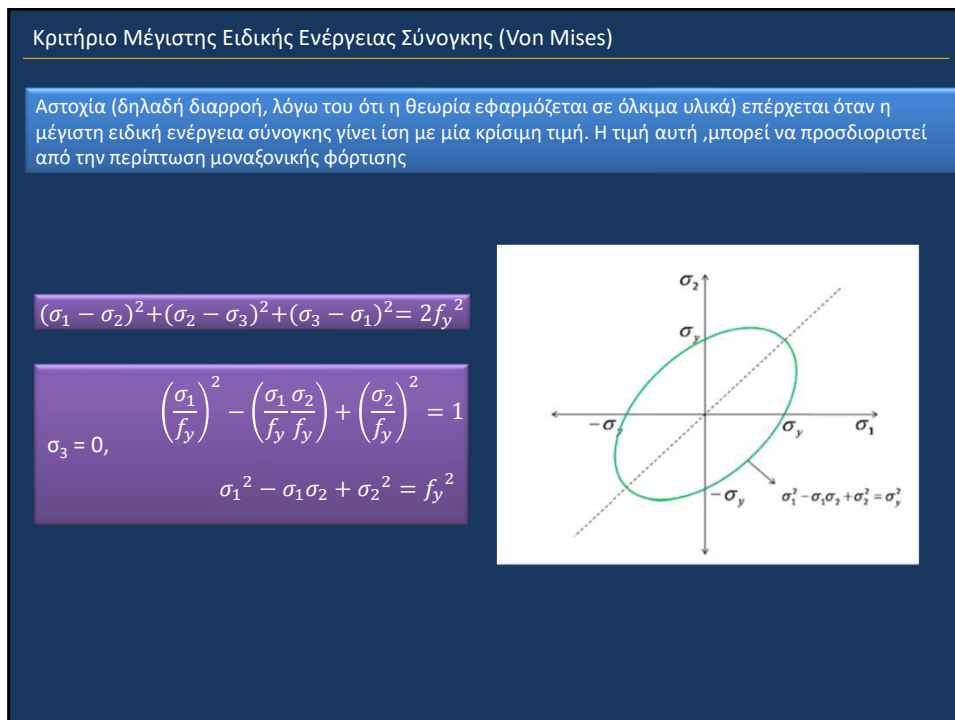 Κριτήριο Μέγιστης Ειδικής Ενέργειας Σύνογκης (Von Mises)
Αστοχία (δηλαδή διαρροή, λόγω του ότι η θεωρία εφαρμόζεται σε όλκιμα υλικά) επέρχεται όταν η
μέγιστη ειδική ενέργεια σύνογκης γίνει ίση με μία κρίσιμη τιμή. Η τιμή αυτή ,μπορεί να προσδιοριστεί
από την περίπτωση μοναξονικής φόρτισης
(σ₁ − σ₂)²+(σ₂ − σ₃)²+(σ₃ − σ₁)²= 2f_y²
(σ₁/f_y)² − (σ₁/f_y σ₂/f_y) + (σ₂/f_y)² = 1
σ₃ = 0,
σ₁² − σ₁σ₂ + σ₂² = f_y²
σ₂
σ_y
−σ_y
σ_y
σ₁
−σ_y
σ₁² − σ₁σ₂ + σ₂² = σ_y²